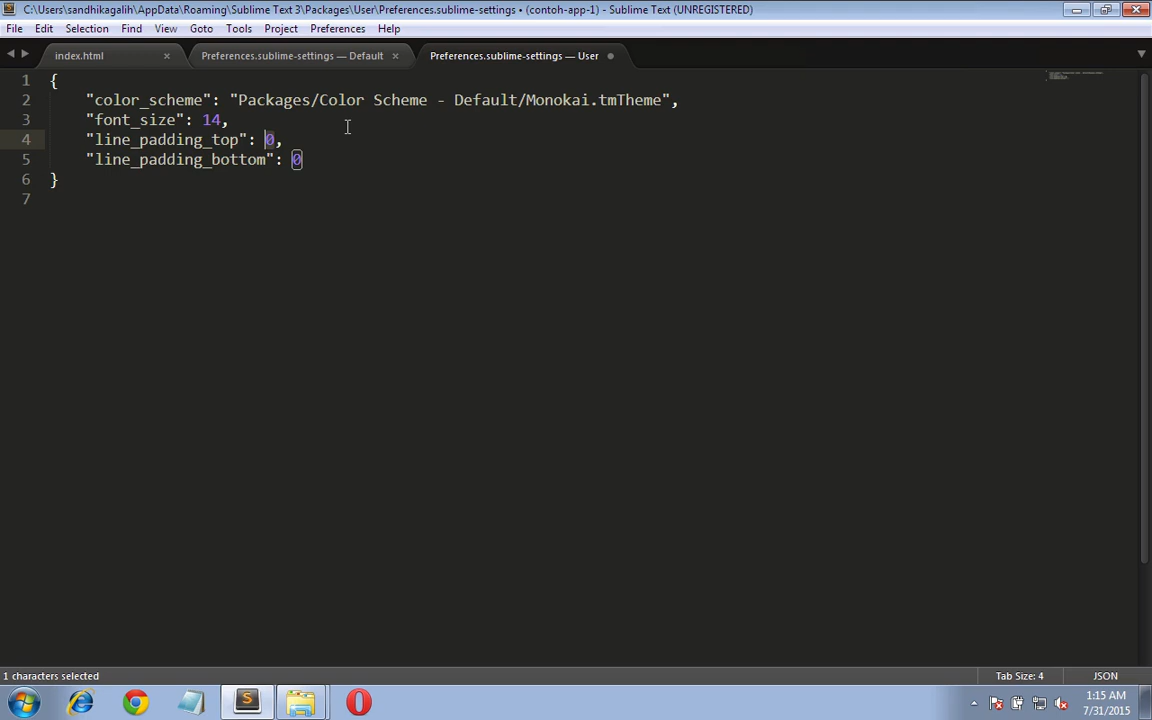 C:\Users\sandhikagalih\AppData\Roaming\Sublime Text 3\Packages\User\Preferences.sublime-settings • (contoh-app-1) - Sublime Text (UNREGISTERED)
File Edit Selection Find View Goto Tools Project Preferences Help
index.html × Preferences.sublime-settings — Default × Preferences.sublime-settings — User
1 {
2 "color_scheme": "Packages/Color Scheme - Default/Monokai.tmTheme",
3 "font_size": 14,
4 "line_padding_top": 0,
5 "line_padding_bottom": 0
6 }
7
1 characters selected Tab Size: 4 JSON
1:15 AM
7/31/2015